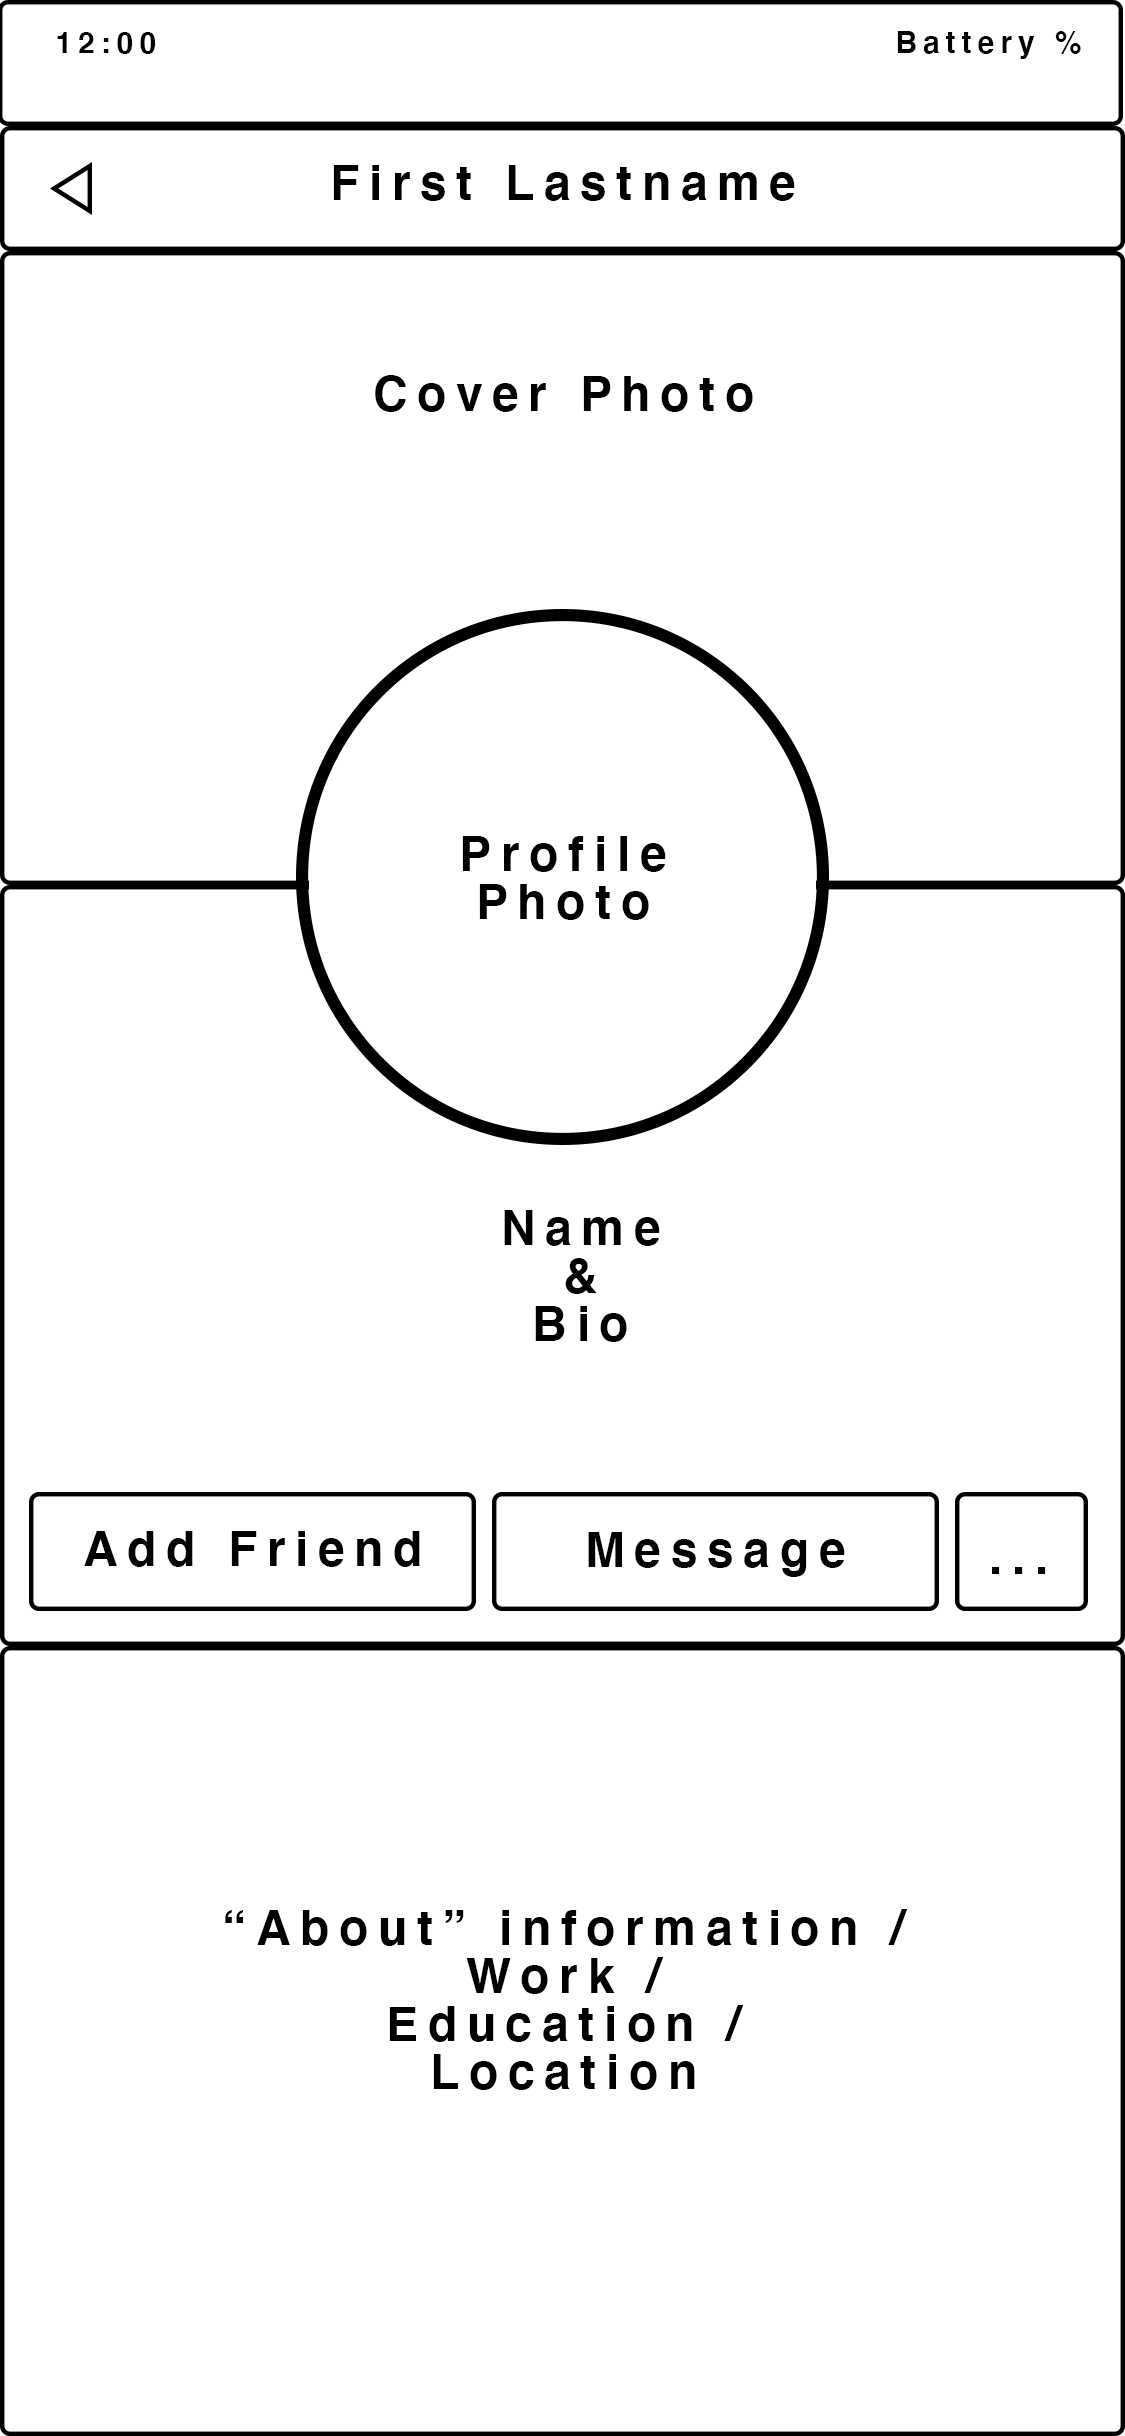 12:00
Battery %
First Lastname
Cover Photo
Profile
Photo
Name
&
Bio
Add Friend
Message
...
“About” information /
Work /
Education /
Location